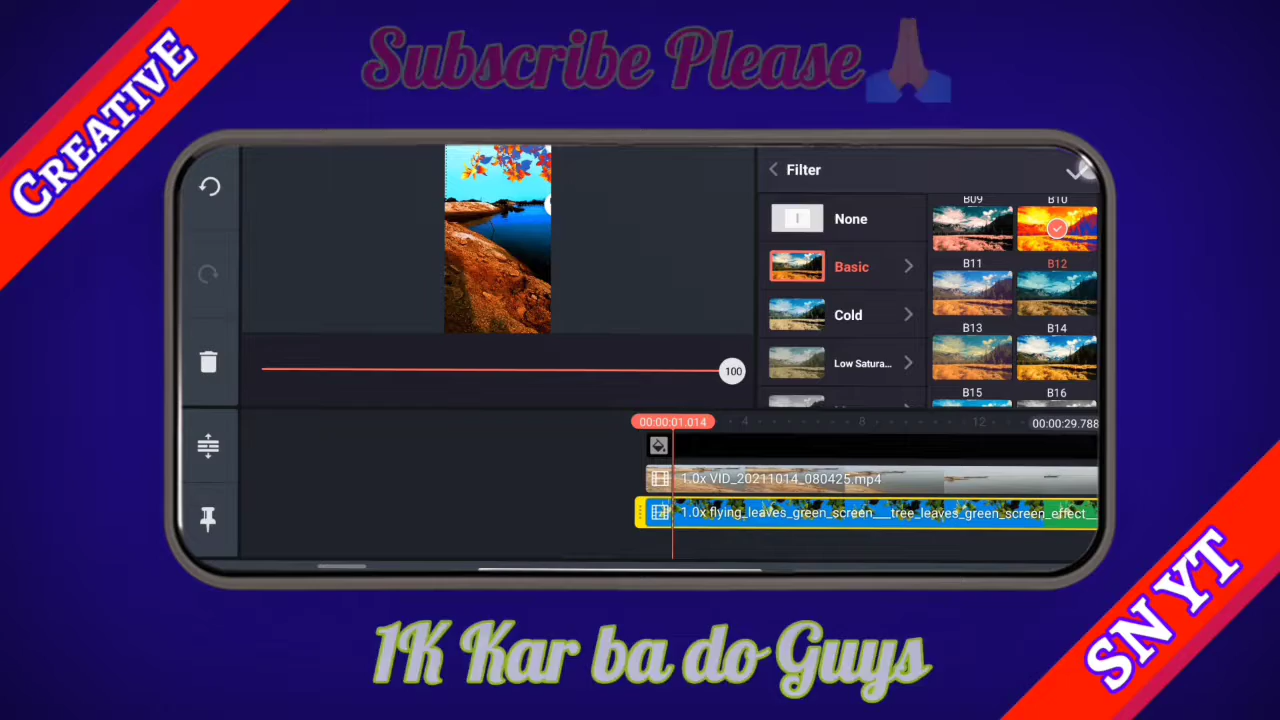 Subscribe Please🙏
CREATIVE
Filter
None
Basic
Cold
Low Satura...
B09
B10
B11
B12
B13
B14
B15
B16
100
00:00:01.014
4
8
12
00:00:29.788
1.0x VID_20211014_080425.mp4
1.0x flying_leaves_green_screen__tree_leaves_green_screen_effect_
1K Kar ba do Guys
SN YT